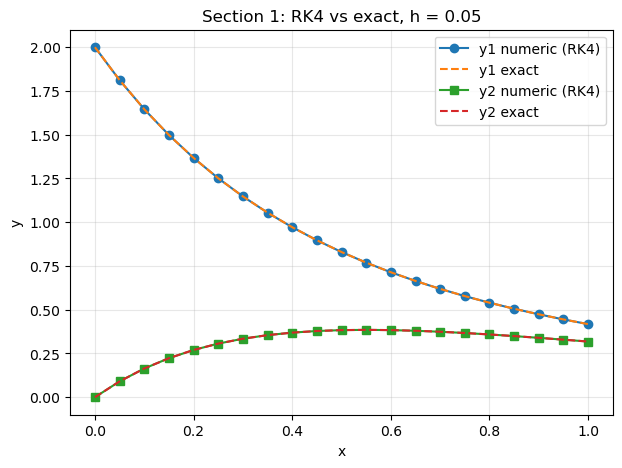 Section 1: RK4 vs exact, h = 0.05
y1 numeric (RK4)
y1 exact
y2 numeric (RK4)
y2 exact
y
2.00
1.75
1.50
1.25
1.00
0.75
0.50
0.25
0.00
0.0 0.2 0.4 0.6 0.8 1.0
x